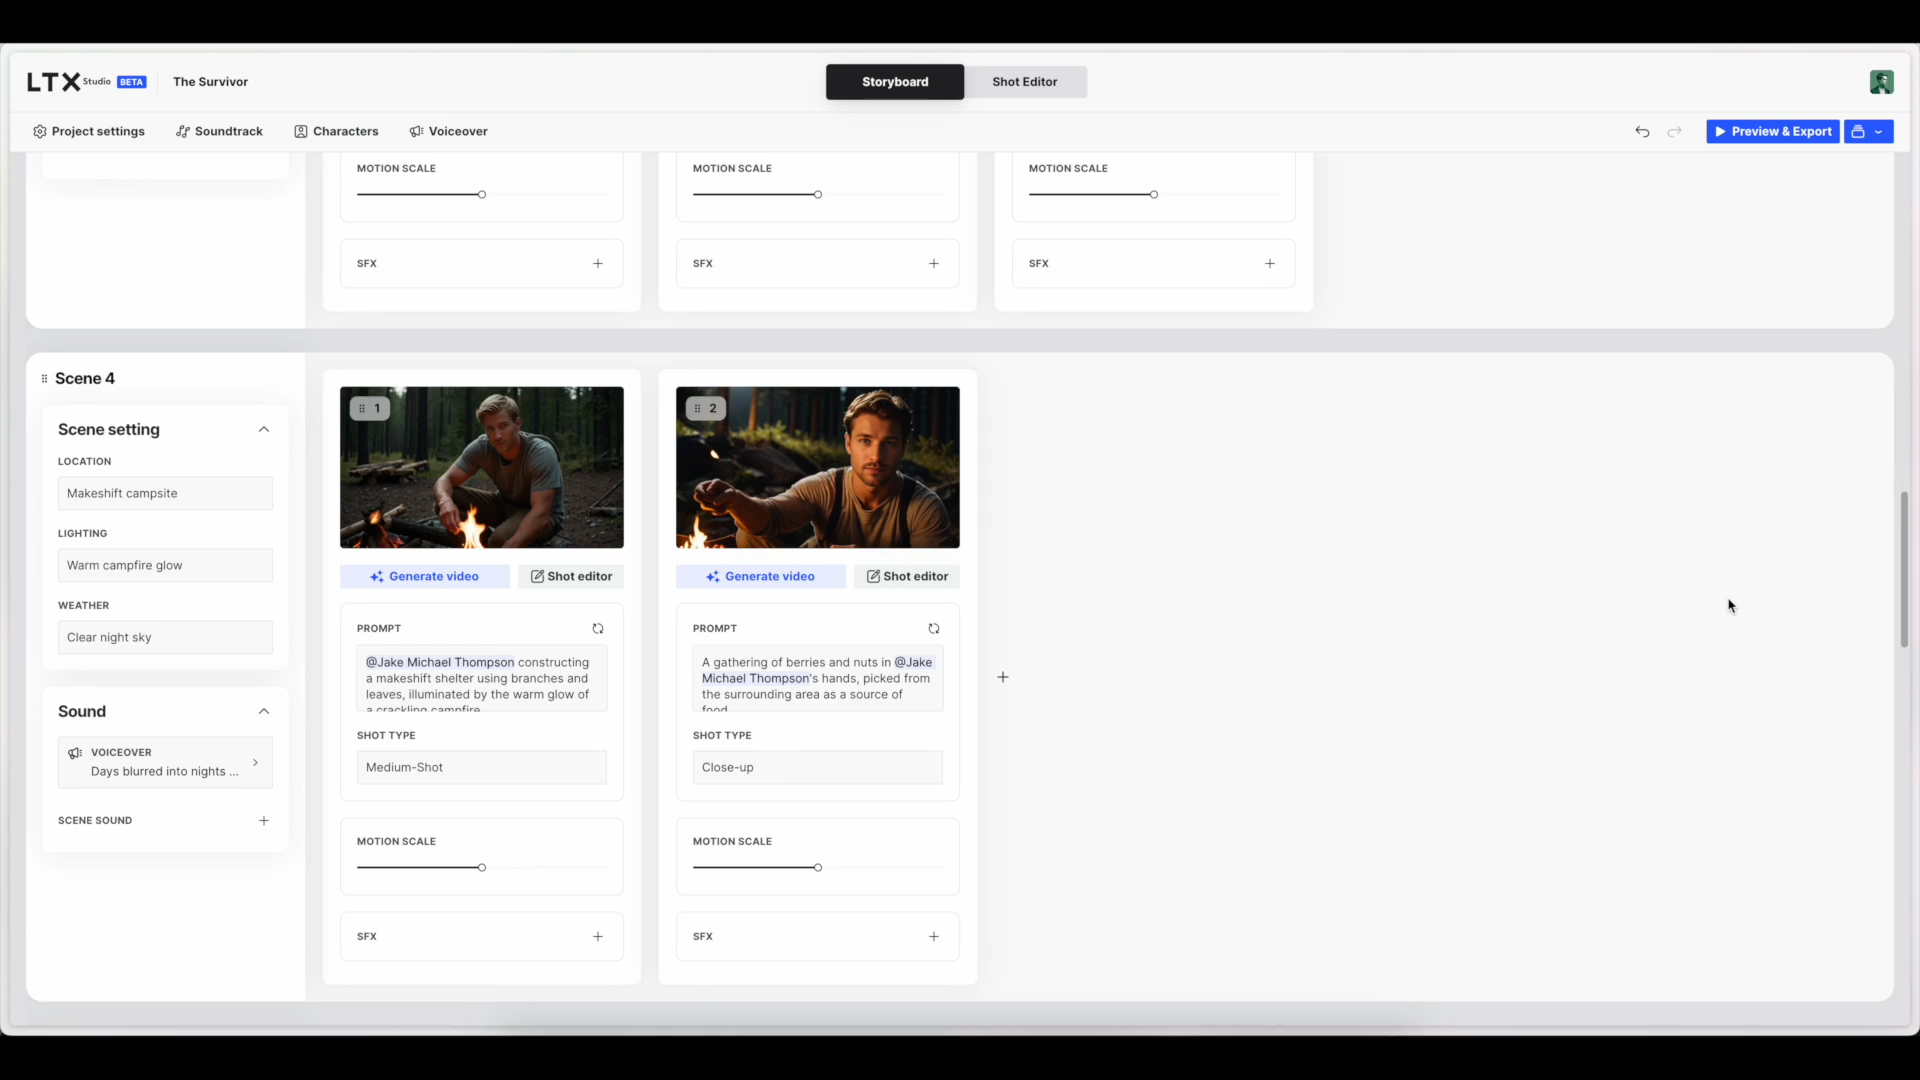 LTX Studio BETA The Survivor
Storyboard Shot Editor
Project settings Soundtrack Characters Voiceover
Preview & Export
MOTION SCALE MOTION SCALE MOTION SCALE
SFX SFX SFX
Scene 4
Scene setting
LOCATION
Makeshift campsite
LIGHTING
Warm campfire glow
WEATHER
Clear night sky
Sound
VOICEOVER
Days blurred into nights ...
SCENE SOUND
1
Generate video Shot editor
PROMPT
@Jake Michael Thompson constructing
a makeshift shelter using branches and
leaves, illuminated by the warm glow of
a crackling campfire
SHOT TYPE
Medium-Shot
MOTION SCALE
SFX
2
Generate video Shot editor
PROMPT
A gathering of berries and nuts in @Jake
Michael Thompson's hands, picked from
the surrounding area as a source of
food
SHOT TYPE
Close-up
MOTION SCALE
SFX